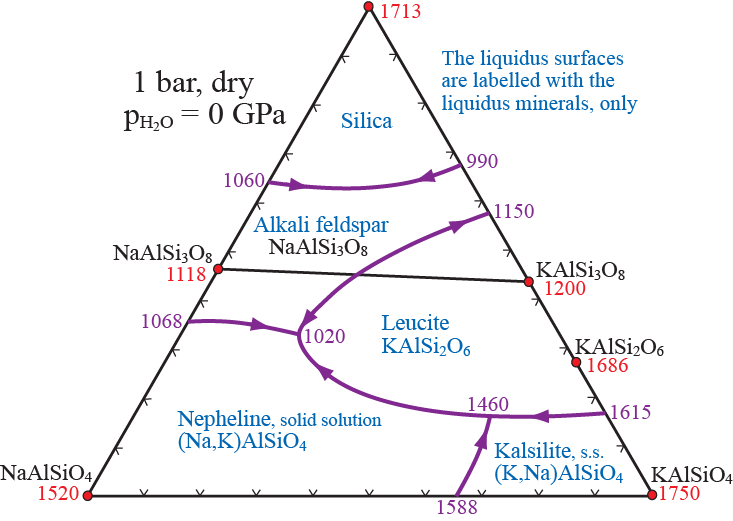 1713
The liquidus surfaces
are labelled with the
liquidus minerals, only
1 bar, dry
pH₂O = 0 GPa
Silica
990
1060
1150
Alkali feldspar
NaAlSi₃O₈
NaAlSi₃O₈
1118
KAlSi₃O₈
1200
1068
1020
Leucite
KAlSi₂O₆
KAlSi₂O₆
1686
1460
1615
Nepheline, solid solution
(Na,K)AlSiO₄
Kalsilite, s.s.
(K,Na)AlSiO₄
NaAlSiO₄
1520
KAlSiO₄
1750
1588